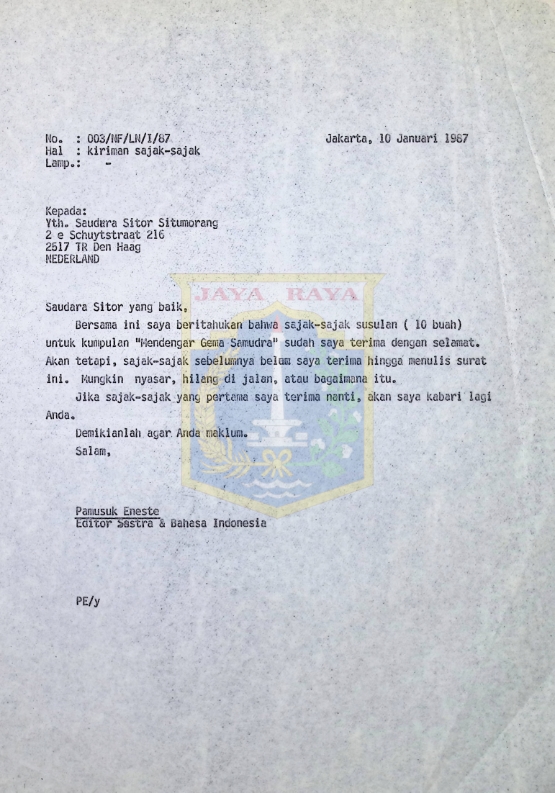 No. : 003/NF/LN/I/87 Jakarta, 10 Januari 1987
Hal : kiriman sajak-sajak
Lamp.: -
Kepada:
Yth. Saudara Sitor Situmorang
2 e Schuytstraat 216
2517 TR Den Haag
NEDERLAND
JAYA RAYA
Saudara Sitor yang baik,
Bersama ini saya beritahukan bahwa sajak-sajak susulan ( 10 buah)
untuk kumpulan "Mendengar Gema Samudra" sudah saya terima dengan selamat.
Akan tetapi, sajak-sajak sebelumnya belum saya terima hingga menulis surat
ini. Mungkin nyasar, hilang di jalan, atau bagaimana itu.
Jika sajak-sajak yang pertama saya terima nanti, akan saya kabari lagi
Anda.
Demikianlah agar Anda maklum.
Salam,
Pamusuk Eneste
Editor Sastra & Bahasa Indonesia
PE/y